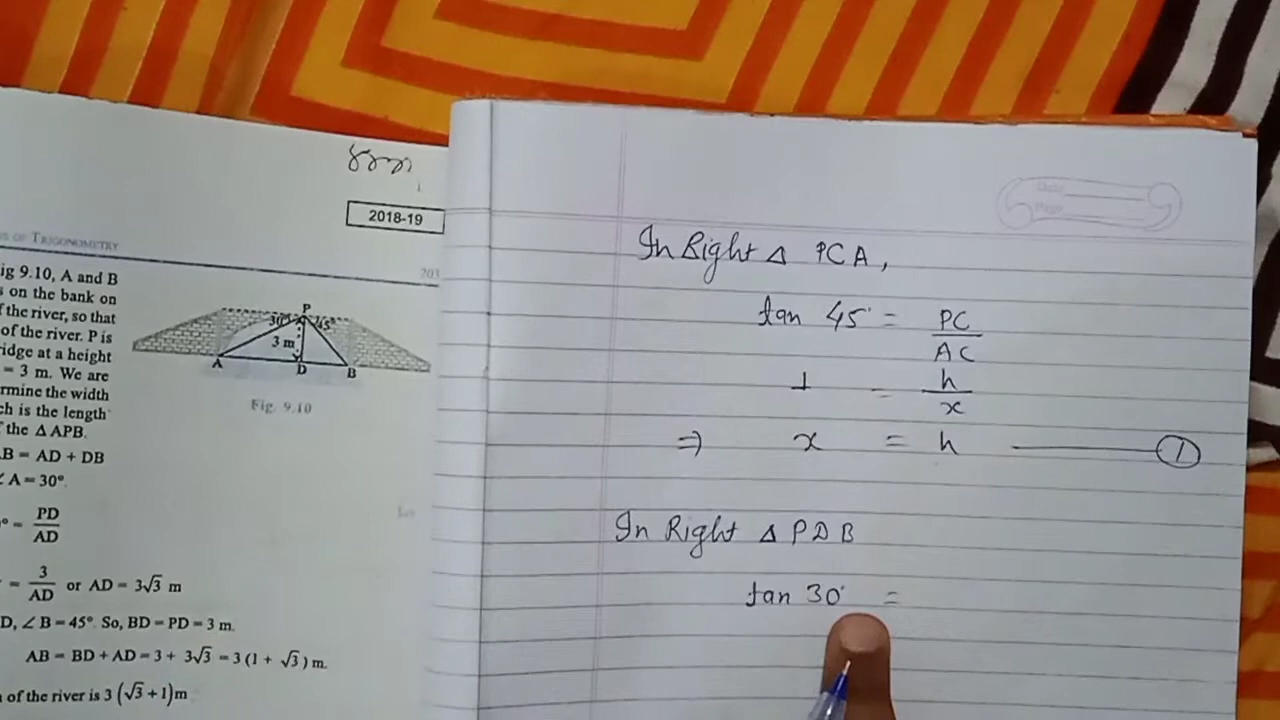 2018-19
OF TRIGONOMETRY
203
ig 9.10, A and B
s on the bank on
f the river, so that
of the river. P is
ridge at a height
= 3 m. We are
rmine the width
ch is the length
f the Δ APB.
B = AD + DB
∠ A = 30°.
° = PD
AD
= 3
AD or AD = 3√3 m
D, ∠ B = 45°. So, BD = PD = 3 m.
AB = BD + AD = 3 + 3√3 = 3 (1 + √3) m.
of the river is 3 (√3 + 1)m
P
30° 45°
3 m
A D B
Fig. 9.10
In Right Δ PCA,
tan 45° = PC
AC
1 = h
x
⇒ x = h ——— ①
In Right Δ PDB
tan 30° =